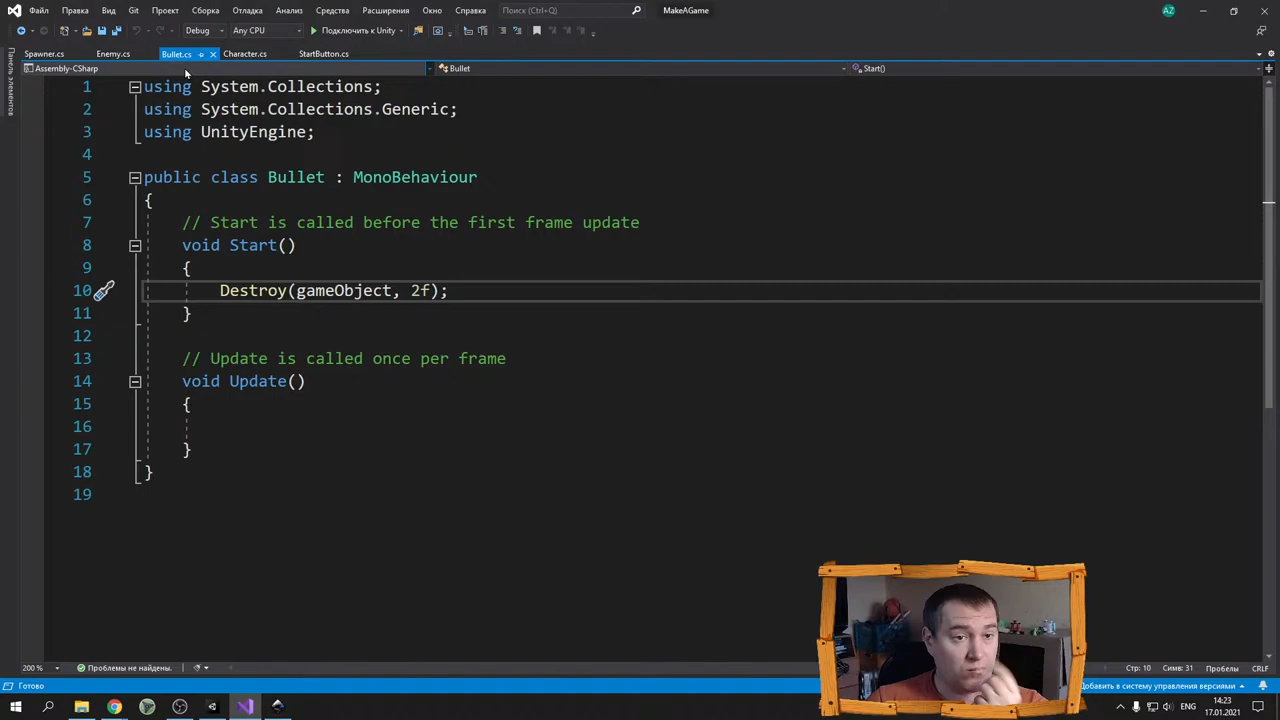 Файл Правка Вид Git Проект Сборка Отладка Анализ Средства Расширения Окно Справка Поиск MakeAGame AZ
Debug Any CPU Подключить к Unity
Spawner.cs Enemy.cs Bullet.cs Character.cs StartButton.cs
Панель элементов
Assembly-CSharp Bullet Start()
1 using System.Collections;
2 using System.Collections.Generic;
3 using UnityEngine;
4
5 public class Bullet : MonoBehaviour
6 {
7 // Start is called before the first frame update
8 void Start()
9 {
10 Destroy(gameObject, 2f);
11 }
12
13 // Update is called once per frame
14 void Update()
15 {
16
17 }
18 }
19
200 % Проблемы не найдены. Стр: 10 Симв: 31 Пробелы CRLF
Готово Добавить в систему управления версиями
ENG 14:23
17.01.2021